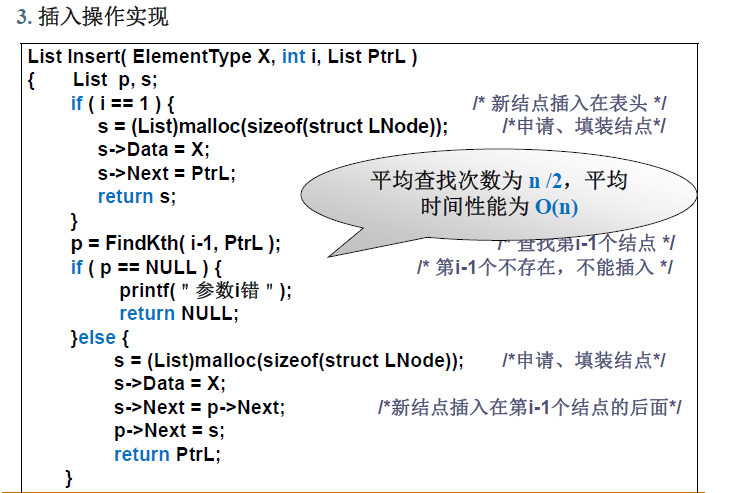 3. 插入操作实现
List Insert( ElementType X, int i, List PtrL )
{ List p, s;
if ( i == 1 ) { /* 新结点插入在表头 */
s = (List)malloc(sizeof(struct LNode)); /*申请、填装结点*/
s->Data = X;
s->Next = PtrL;
return s;
}
平均查找次数为 n /2，平均
时间性能为 O(n)
p = FindKth( i-1, PtrL ); /* 查找第i-1个结点 */
if ( p == NULL ) { /* 第i-1个不存在，不能插入 */
printf( " 参数i错 " );
return NULL;
}else {
s = (List)malloc(sizeof(struct LNode)); /*申请、填装结点*/
s->Data = X;
s->Next = p->Next; /*新结点插入在第i-1个结点的后面*/
p->Next = s;
return PtrL;
}